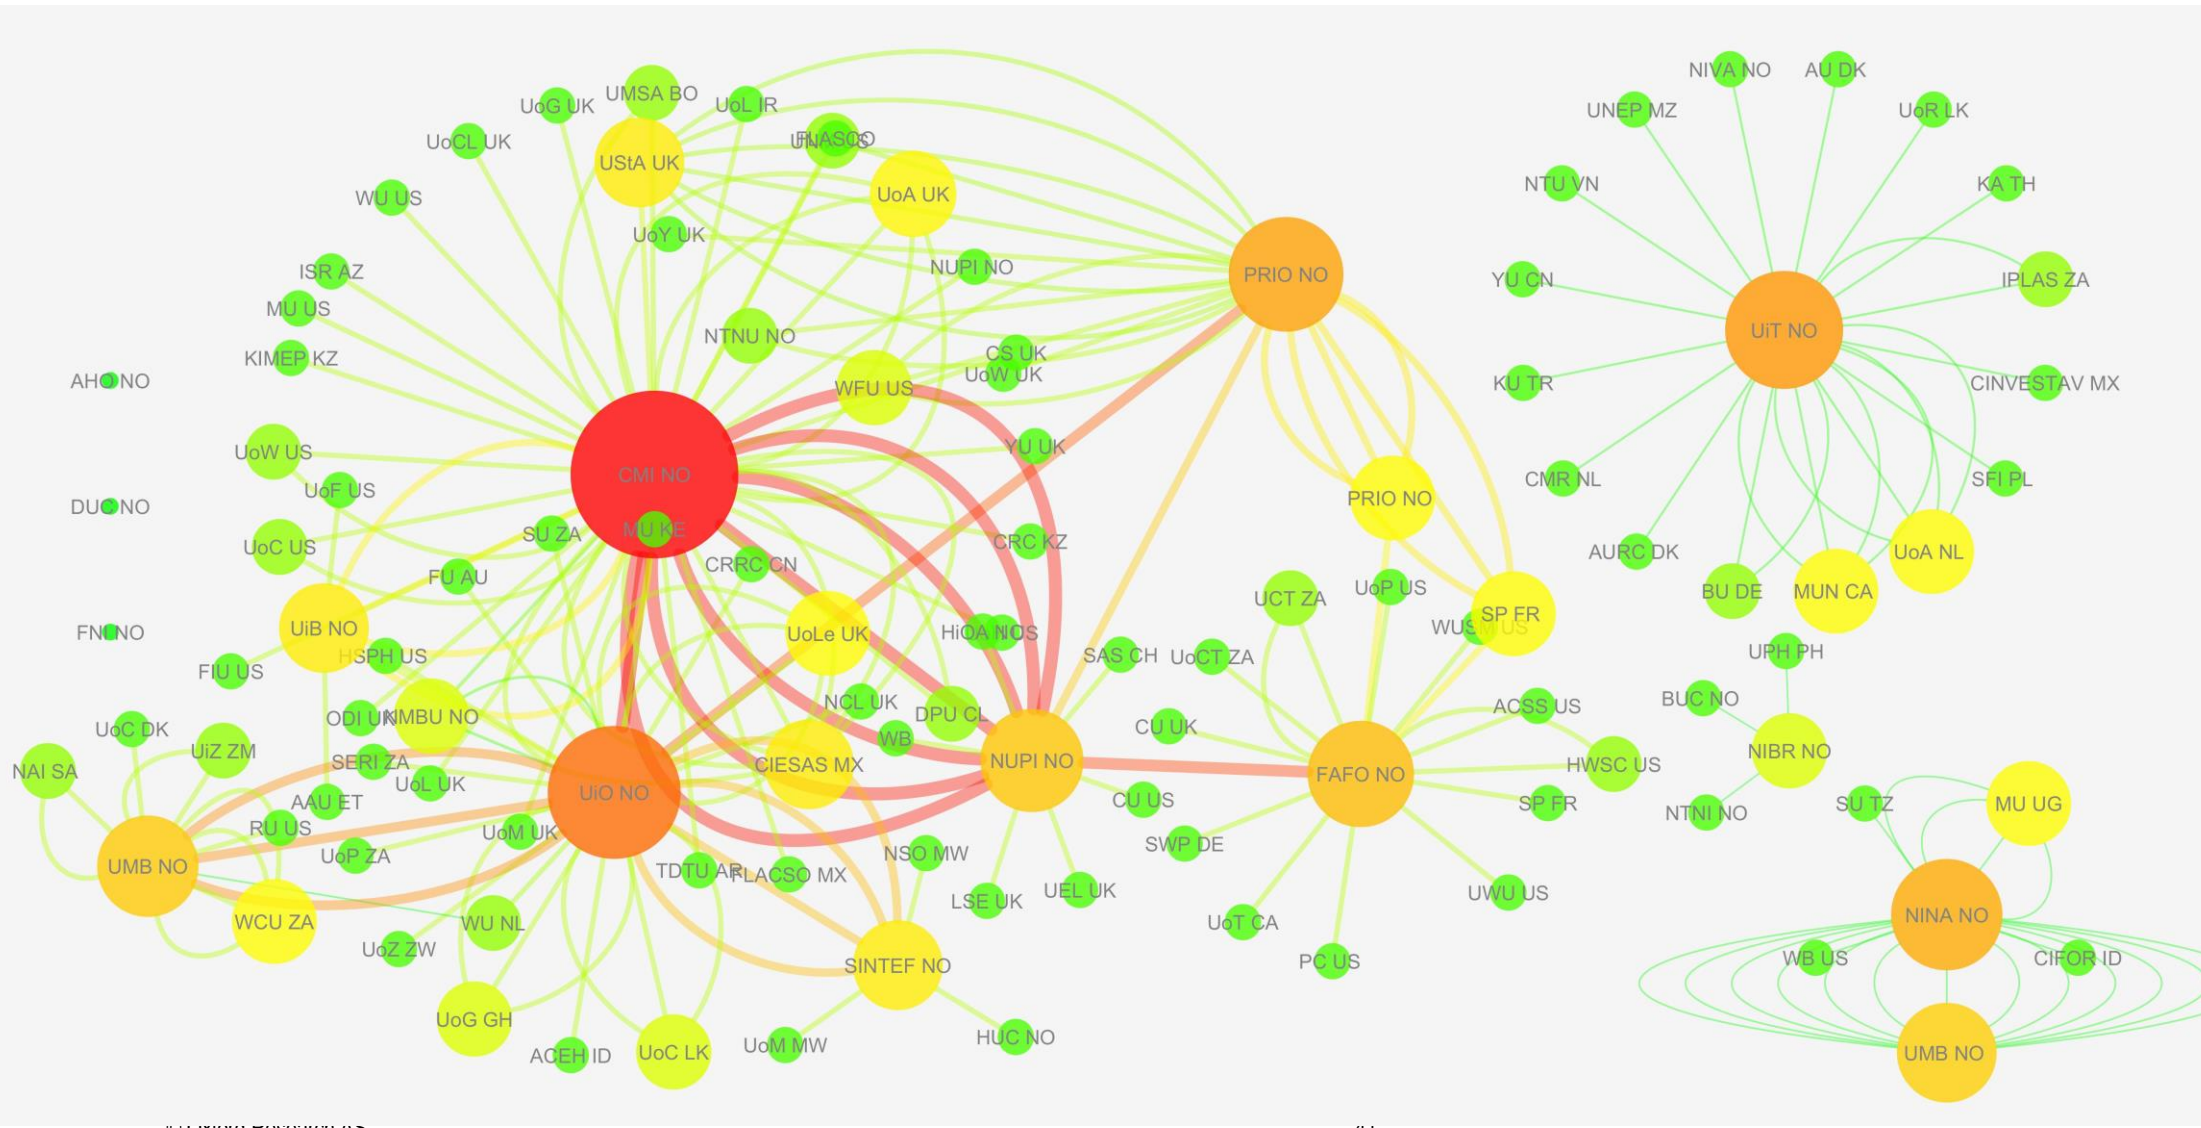 NIVA NO
AU DK
UMSA BO
UoG UK
UoL IR
UNEP MZ
UoR LK
UoCL UK
FLASCO
UStA UK
NTU VN
KA TH
UoA UK
WU US
UoY UK
NUPI NO
PRIO NO
ISR AZ
YU CN
IPLAS ZA
MU US
UiT NO
NTNU NO
CS UK
KIMEP KZ
UoW UK
AHO NO
WFU US
KU TR
CINVESTAV MX
YU UK
UoW US
CMI NO
CMR NL
SFI PL
UoF US
PRIO NO
DUO NO
MU KE
SU ZA
CRC KZ
UoC US
AURC DK
UoA NL
CRRC CN
FU AU
UoP US
BU DE
MUN CA
UCT ZA
SP FR
UiB NO
FNI NO
UoLe UK
HiOA NO
WUSM US
HSPH US
SAS CH
UoCT ZA
UPH PH
FIU US
BUC NO
NCL UK
ACSS US
ODI UK
NMBU NO
DPU CL
UoC DK
CU UK
WB
UiZ ZM
NIBR NO
SERI ZA
CIESAS MX
NUPI NO
HWSC US
NAI SA
FAFO NO
UoL UK
UiO NO
AAU ET
CU US
SP FR
SU TZ
MU UG
NTNI NO
RU US
UoM UK
SWP DE
UoP ZA
NSO MW
UMB NO
TDTU AR
FLACSO MX
UEL UK
UWU US
LSE UK
NINA NO
WCU ZA
WU NL
UoT CA
UoZ ZW
WB US
CIFOR ID
PC US
SINTEF NO
UoG GH
HUC NO
UoM MW
ACEH ID
UoC LK
UMB NO